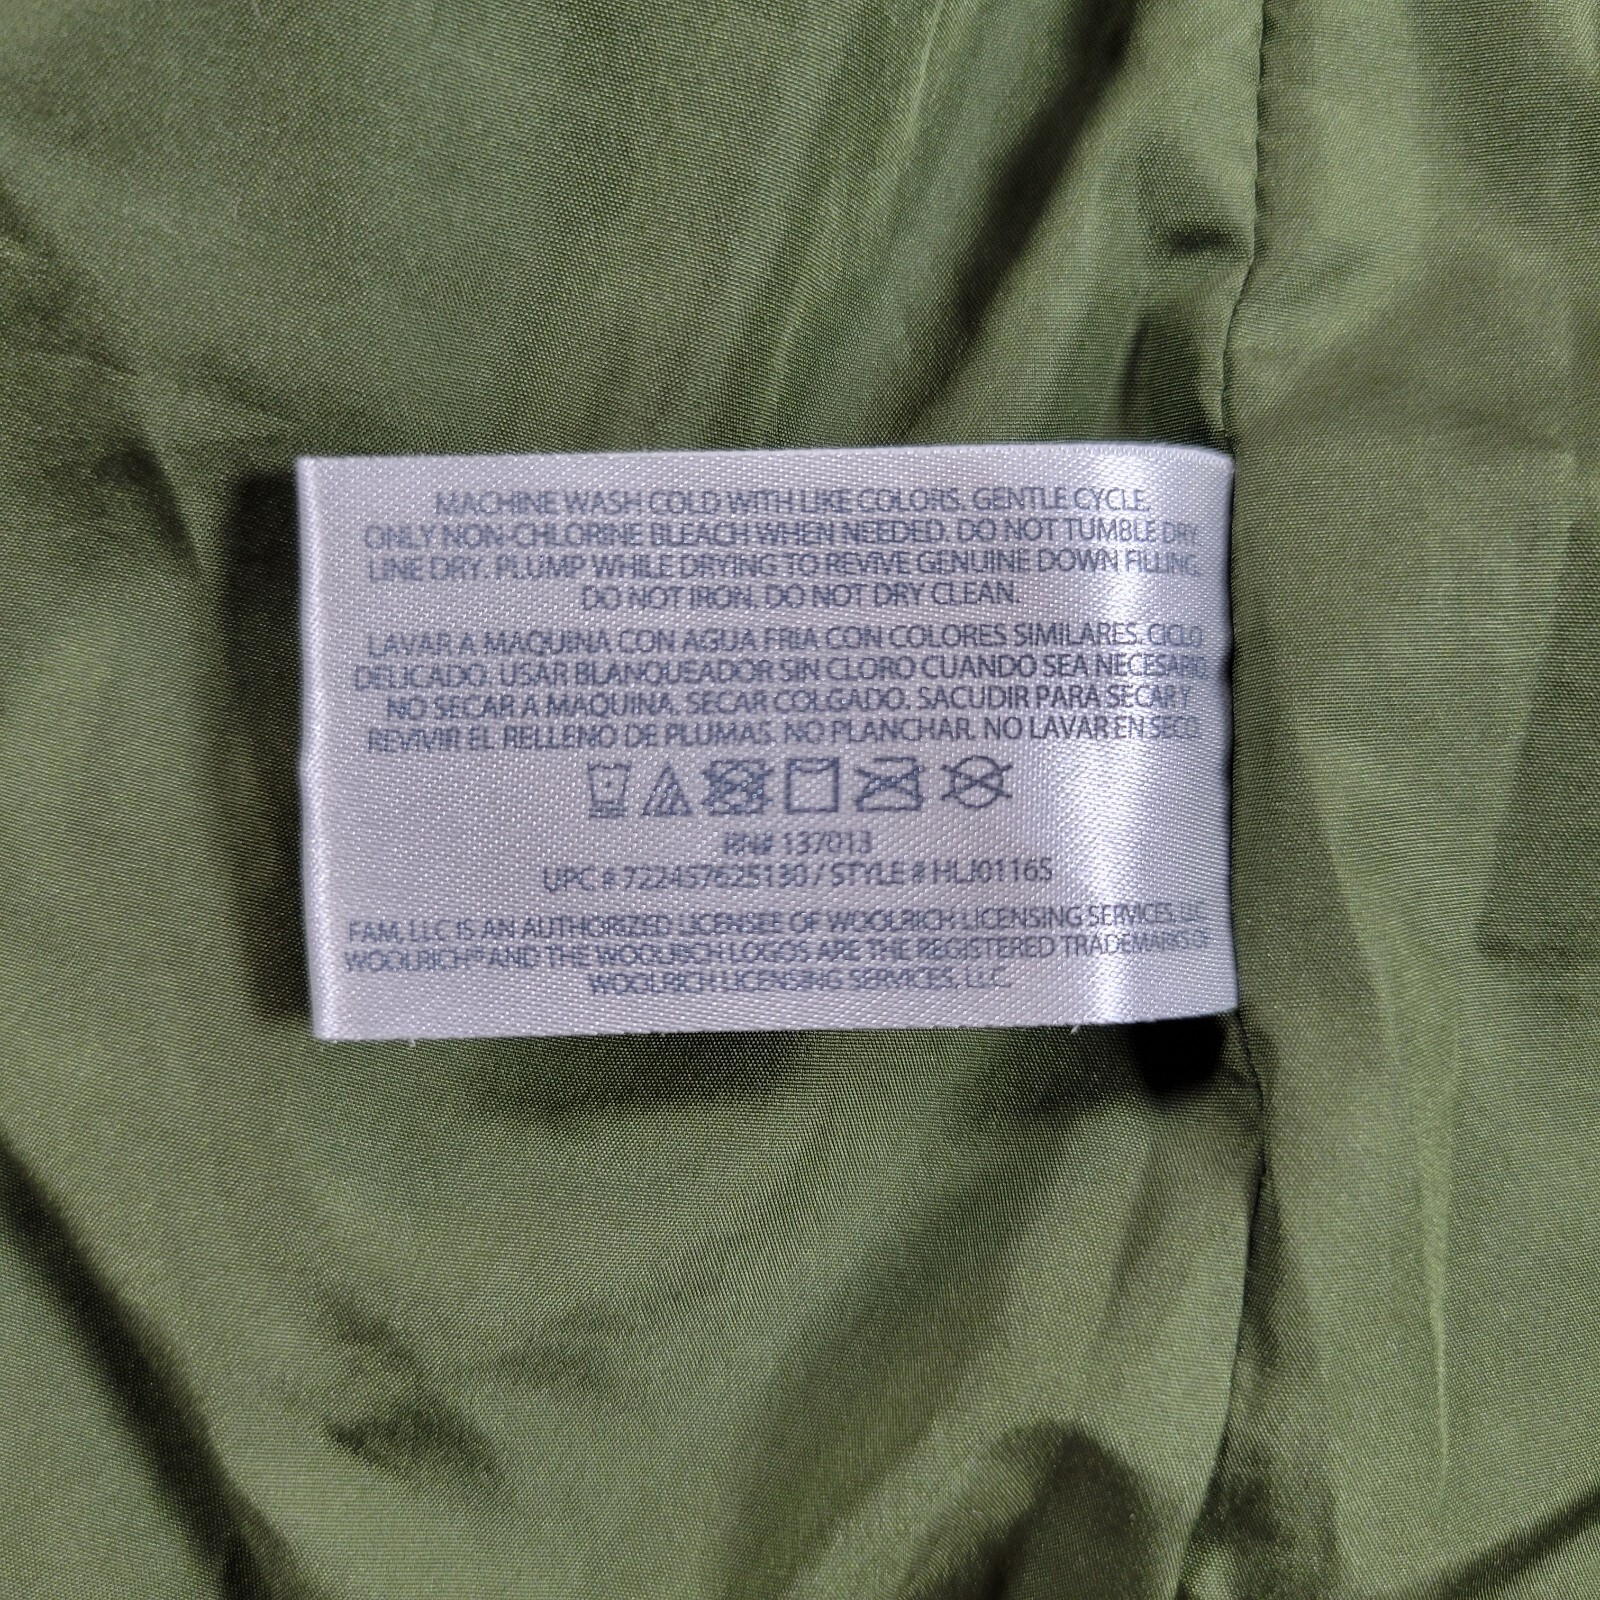 MACHINE WASH COLD WITH LIKE COLORS. GENTLE CYCLE.
ONLY NON-CHLORINE BLEACH WHEN NEEDED. DO NOT TUMBLE DRY.
LINE DRY. PLUMP WHILE DRYING TO REVIVE GENUINE DOWN FILLING.
DO NOT IRON. DO NOT DRY CLEAN.
LAVAR A MAQUINA CON AGUA FRIA CON COLORES SIMILARES. CICLO
DELICADO. USAR BLANQUEADOR SIN CLORO CUANDO SEA NECESARIO.
NO SECAR A MAQUINA. SECAR COLGADO. SACUDIR PARA SECAR Y
REVIVIR EL RELLENO DE PLUMAS. NO PLANCHAR. NO LAVAR EN SECO.
RN# 137013
UPC # 722457625180 / STYLE # HLJ0116S
FAM, LLC IS AN AUTHORIZED LICENSEE OF WOOLRICH LICENSING SERVICES, LLC
WOOLRICH® AND THE WOOLRICH LOGOS ARE THE REGISTERED TRADEMARKS OF
WOOLRICH LICENSING SERVICES, LLC